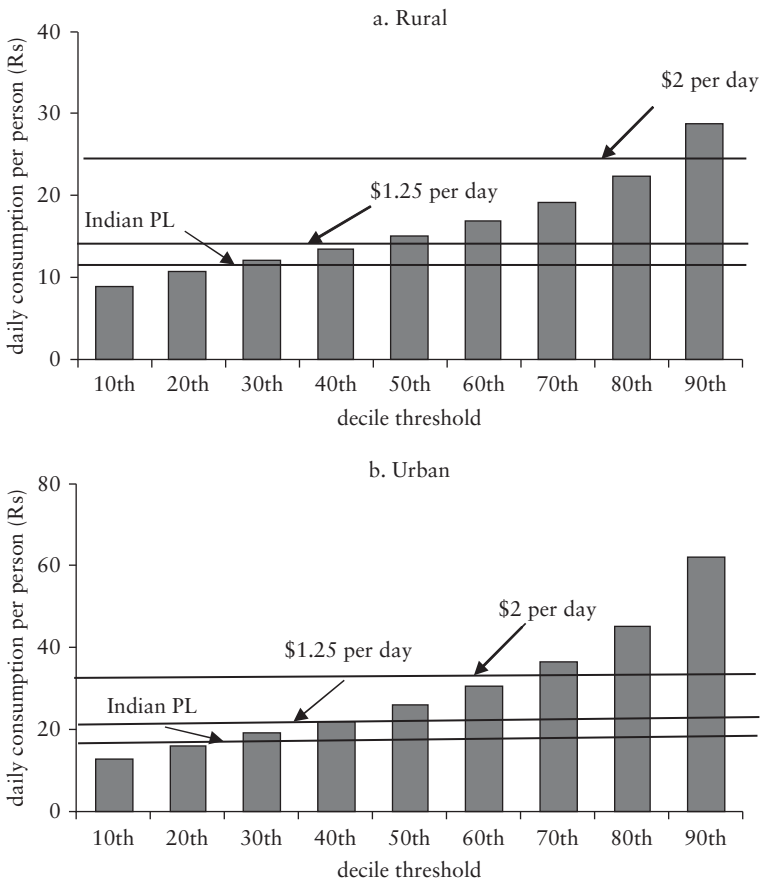 a. Rural
daily consumption per person (Rs)
40
30
20
10
0
$2 per day
$1.25 per day
Indian PL
10th 20th 30th 40th 50th 60th 70th 80th 90th
decile threshold
b. Urban
daily consumption per person (Rs)
80
60
40
20
0
$2 per day
$1.25 per day
Indian PL
10th 20th 30th 40th 50th 60th 70th 80th 90th
decile threshold